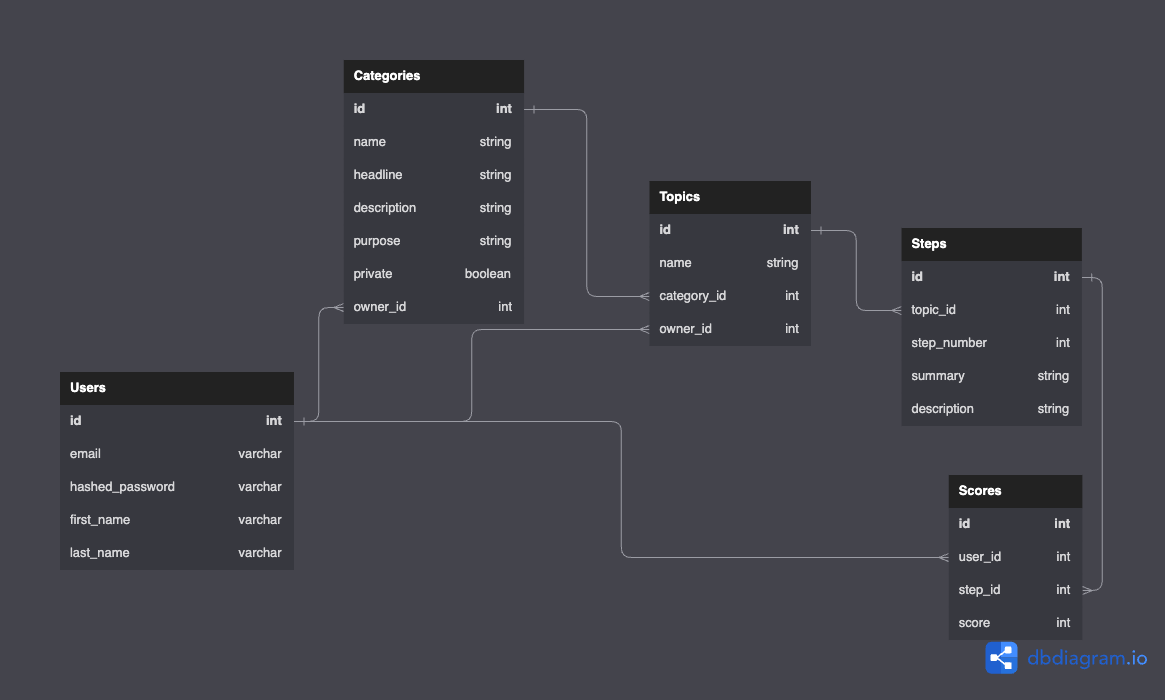 Categories
id int
name string
headline string
description string
purpose string
private boolean
owner_id int
Topics
id int
name string
category_id int
owner_id int
Steps
id int
topic_id int
step_number int
summary string
description string
Users
id int
email varchar
hashed_password varchar
first_name varchar
last_name varchar
Scores
id int
user_id int
step_id int
score int
dbdiagram.io